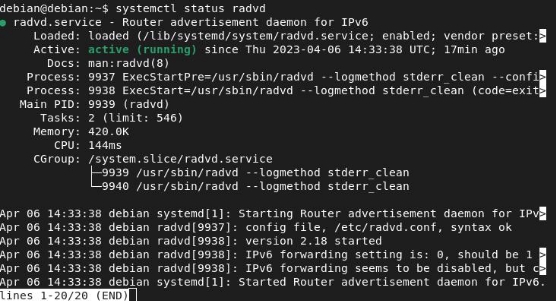 debian@debian:~$ systemctl status radvd
● radvd.service - Router advertisement daemon for IPv6
Loaded: loaded (/lib/systemd/system/radvd.service; enabled; vendor preset:>
Active: active (running) since Thu 2023-04-06 14:33:38 UTC; 17min ago
Docs: man:radvd(8)
Process: 9937 ExecStartPre=/usr/sbin/radvd --logmethod stderr_clean --confi>
Process: 9938 ExecStart=/usr/sbin/radvd --logmethod stderr_clean (code=exit>
Main PID: 9939 (radvd)
Tasks: 2 (limit: 546)
Memory: 420.0K
CPU: 144ms
CGroup: /system.slice/radvd.service
├─9939 /usr/sbin/radvd --logmethod stderr_clean
└─9940 /usr/sbin/radvd --logmethod stderr_clean
Apr 06 14:33:38 debian systemd[1]: Starting Router advertisement daemon for IPv>
Apr 06 14:33:38 debian radvd[9937]: config file, /etc/radvd.conf, syntax ok
Apr 06 14:33:38 debian radvd[9938]: version 2.18 started
Apr 06 14:33:38 debian radvd[9938]: IPv6 forwarding setting is: 0, should be 1 >
Apr 06 14:33:38 debian radvd[9938]: IPv6 forwarding seems to be disabled, but c>
Apr 06 14:33:38 debian systemd[1]: Started Router advertisement daemon for IPv6.
lines 1-20/20 (END)